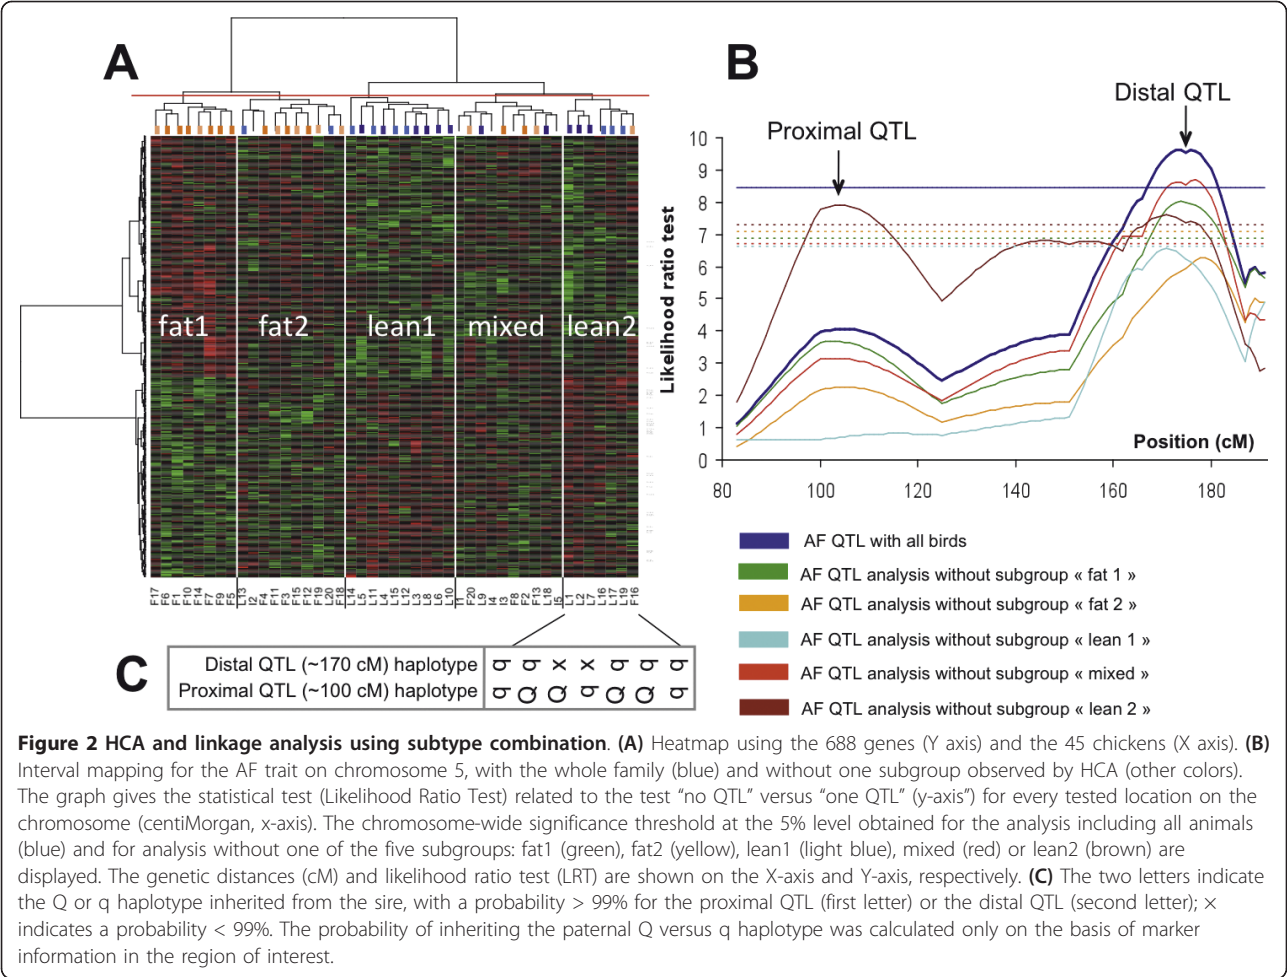 A
B
Proximal QTL
Distal QTL
10
9
8
7
6
5
4
3
2
1
0
Likelihood ratio test
Position (cM)
80 100 120 140 160 180
fat1 fat2 lean1 mixed lean2
F17 F6 F1 F10 F14 F7 F9 F5 L13 I2 F4 F11 F3 F15 F12 F19 L20 F18 L14 L5 L11 L4 L15 L12 L3 L8 L6 L10 I1 F20 L9 I4 I3 F8 F2 F13 L18 I5 L1 L2 L7 L16 L17 L19 F16
AF QTL with all birds
AF QTL analysis without subgroup « fat 1 »
AF QTL analysis without subgroup « fat 2 »
AF QTL analysis without subgroup « lean 1 »
AF QTL analysis without subgroup « mixed »
AF QTL analysis without subgroup « lean 2 »
C
Distal QTL (~170 cM) haplotype q q x x q q q
Proximal QTL (~100 cM) haplotype q Q Q q Q Q q
Figure 2 HCA and linkage analysis using subtype combination. (A) Heatmap using the 688 genes (Y axis) and the 45 chickens (X axis). (B)
Interval mapping for the AF trait on chromosome 5, with the whole family (blue) and without one subgroup observed by HCA (other colors).
The graph gives the statistical test (Likelihood Ratio Test) related to the test “no QTL” versus “one QTL” (y-axis”) for every tested location on the
chromosome (centiMorgan, x-axis). The chromosome-wide significance threshold at the 5% level obtained for the analysis including all animals
(blue) and for analysis without one of the five subgroups: fat1 (green), fat2 (yellow), lean1 (light blue), mixed (red) or lean2 (brown) are
displayed. The genetic distances (cM) and likelihood ratio test (LRT) are shown on the X-axis and Y-axis, respectively. (C) The two letters indicate
the Q or q haplotype inherited from the sire, with a probability > 99% for the proximal QTL (first letter) or the distal QTL (second letter); ×
indicates a probability < 99%. The probability of inheriting the paternal Q versus q haplotype was calculated only on the basis of marker
information in the region of interest.